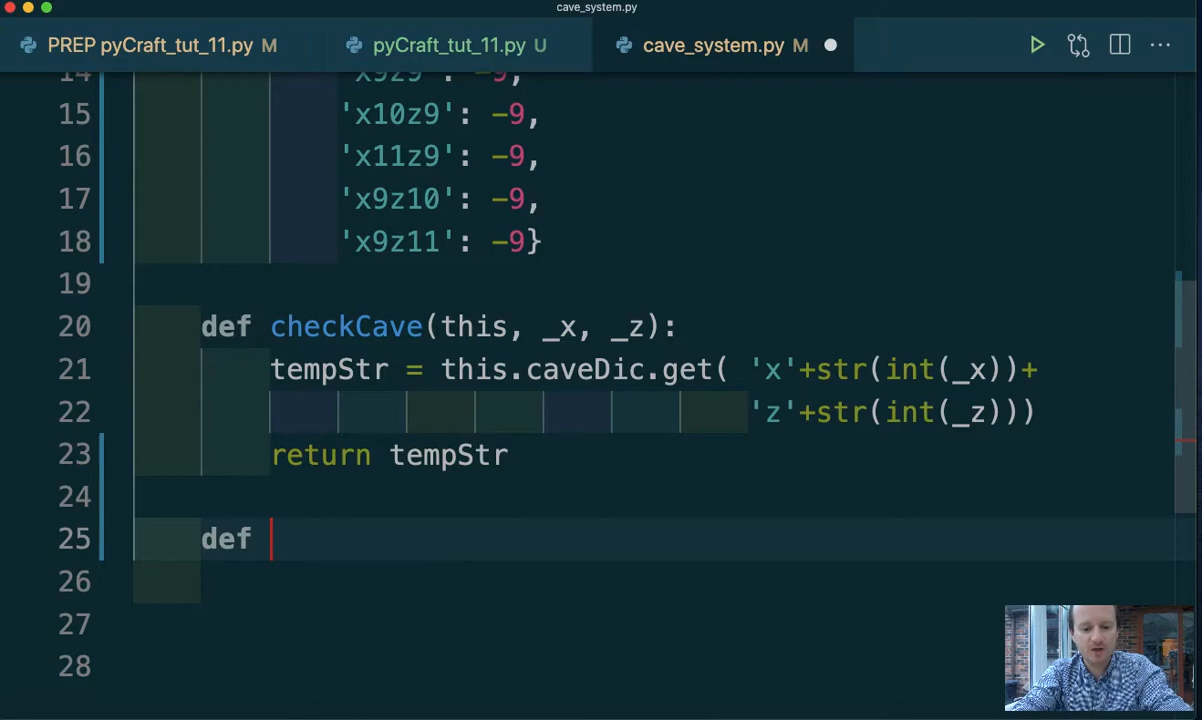 cave_system.py
PREP pyCraft_tut_11.py M
pyCraft_tut_11.py U
cave_system.py M
14 'x9z9': -9,
15 'x10z9': -9,
16 'x11z9': -9,
17 'x9z10': -9,
18 'x9z11': -9}
19
20 def checkCave(this, _x, _z):
21 tempStr = this.caveDic.get( 'x'+str(int(_x))+
22 'z'+str(int(_z)))
23 return tempStr
24
25 def
26
27
28